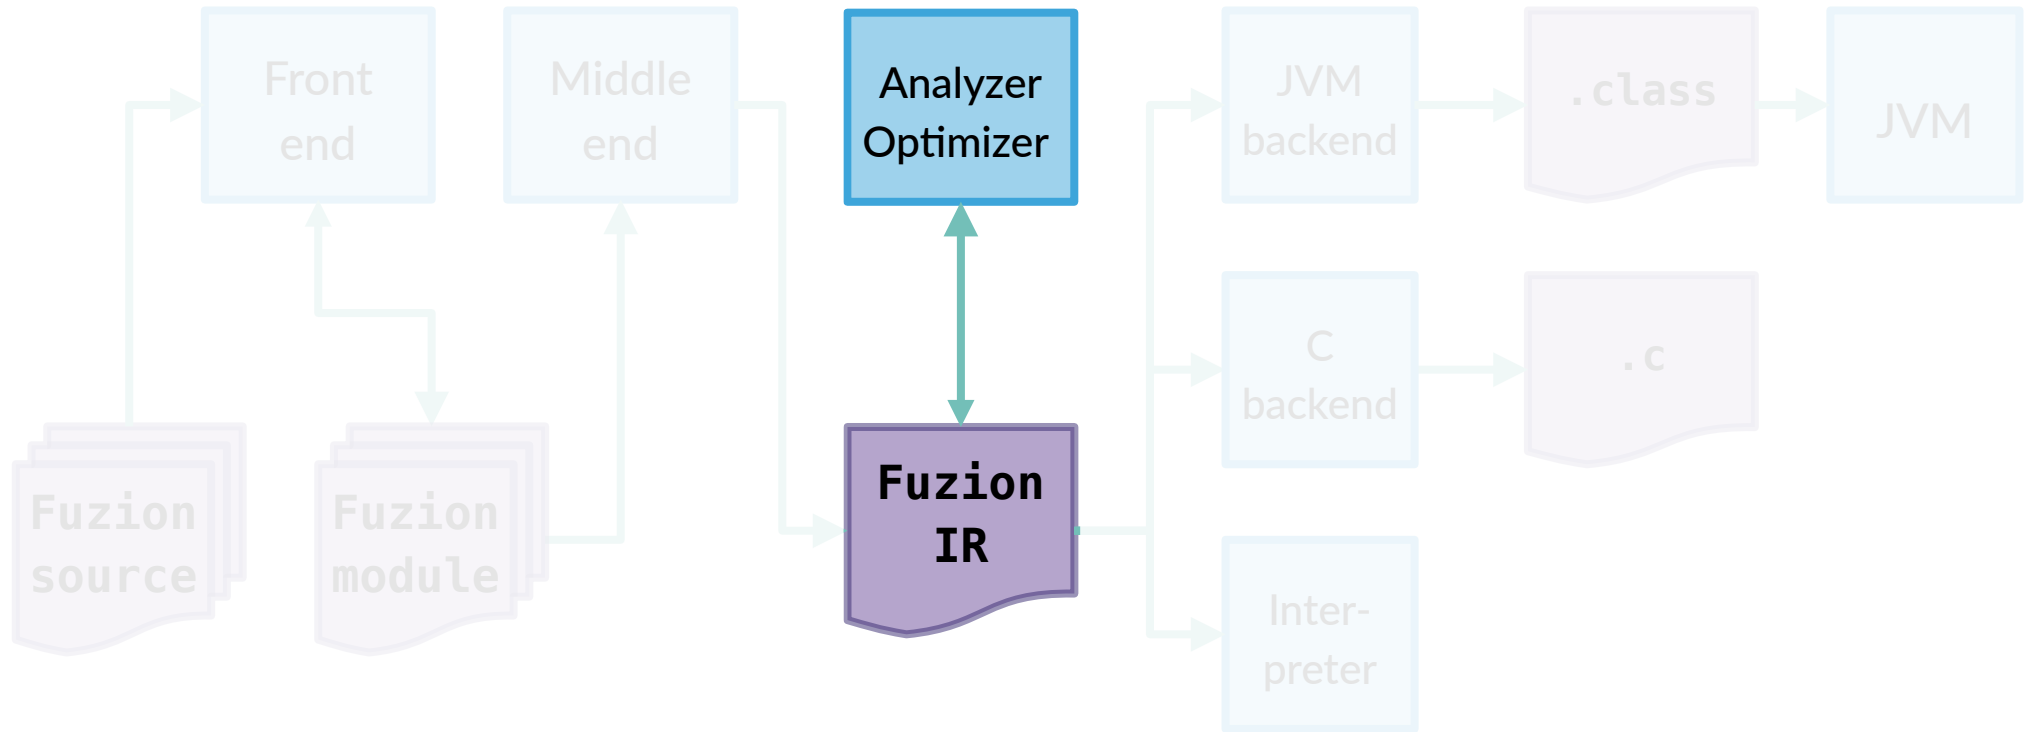 Front
end
Middle
end
Analyzer
Optimizer
JVM
backend
.class
JVM
C
backend
.c
Fuzion
source
Fuzion
module
Fuzion
IR
Inter-
preter